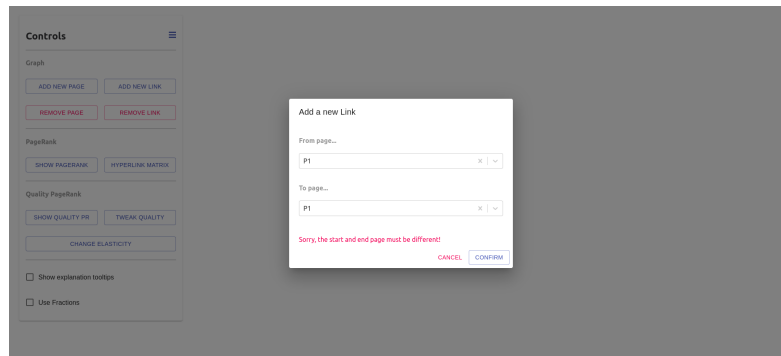 Controls
Graph
ADD NEW PAGE
ADD NEW LINK
REMOVE PAGE
REMOVE LINK
PageRank
SHOW PAGERANK
HYPERLINK MATRIX
Quality PageRank
SHOW QUALITY PR
TWEAK QUALITY
CHANGE ELASTICITY
Show explanation tooltips
Use Fractions
Add a new Link
From page...
P1
To page...
P1
Sorry, the start and end page must be different!
CANCEL
CONFIRM